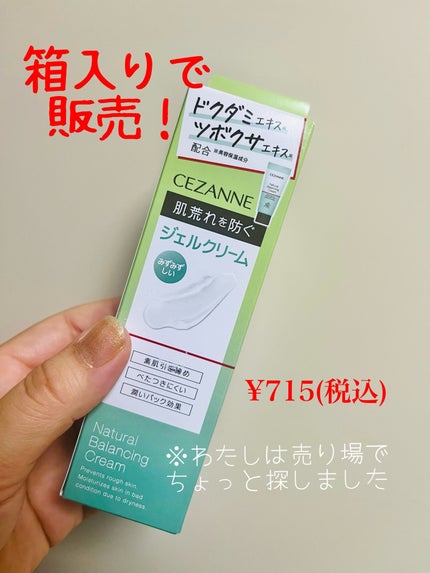 箱入りで
販売！
ドクダミエキス
ツボクサエキス
配合 ※美容保湿成分
CEZANNE
肌荒れを防ぐ
ジェルクリーム
みずみず
しい
素肌引き締め
べたつきにくい
潤いパック効果
¥715(税込)
Natural
Balancing
Cream
Prevents rough skin.
Moisturizes skin in bad
condition due to dryness.
※わたしは売り場で
ちょっと探しました